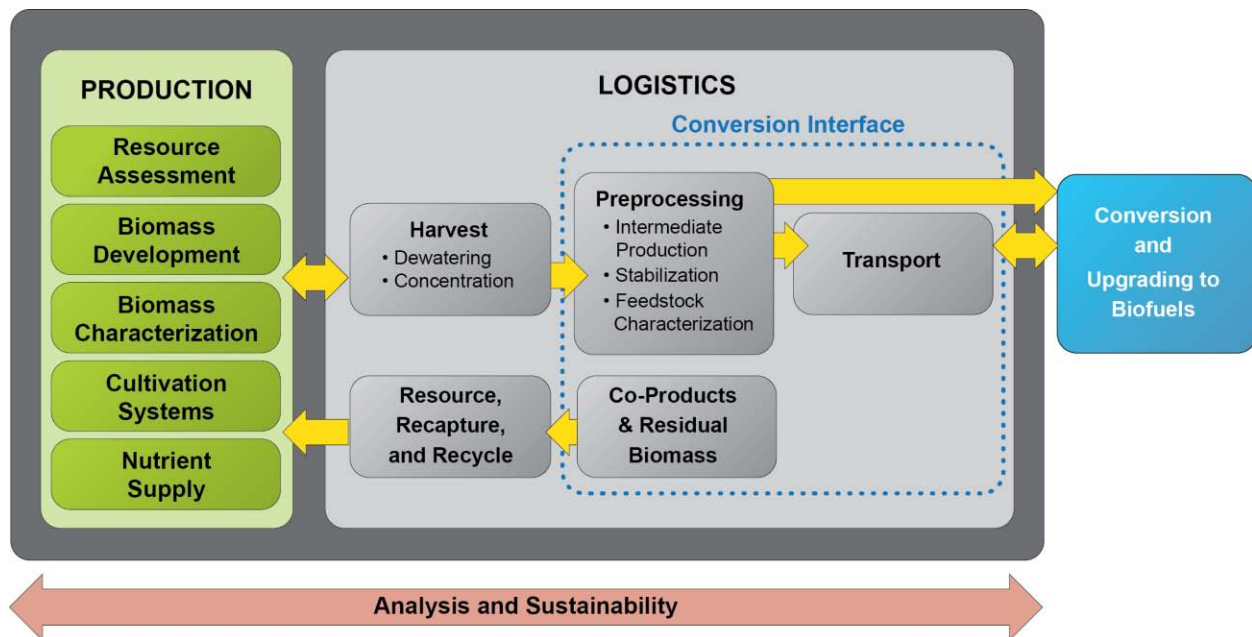 PRODUCTION
Resource
Assessment
Biomass
Development
Biomass
Characterization
Cultivation
Systems
Nutrient
Supply
LOGISTICS
Conversion Interface
Harvest
• Dewatering
• Concentration
Preprocessing
• Intermediate
Production
• Stabilization
• Feedstock
Characterization
Transport
Resource,
Recapture,
and Recycle
Co-Products
& Residual
Biomass
Conversion
and
Upgrading to
Biofuels
Analysis and Sustainability